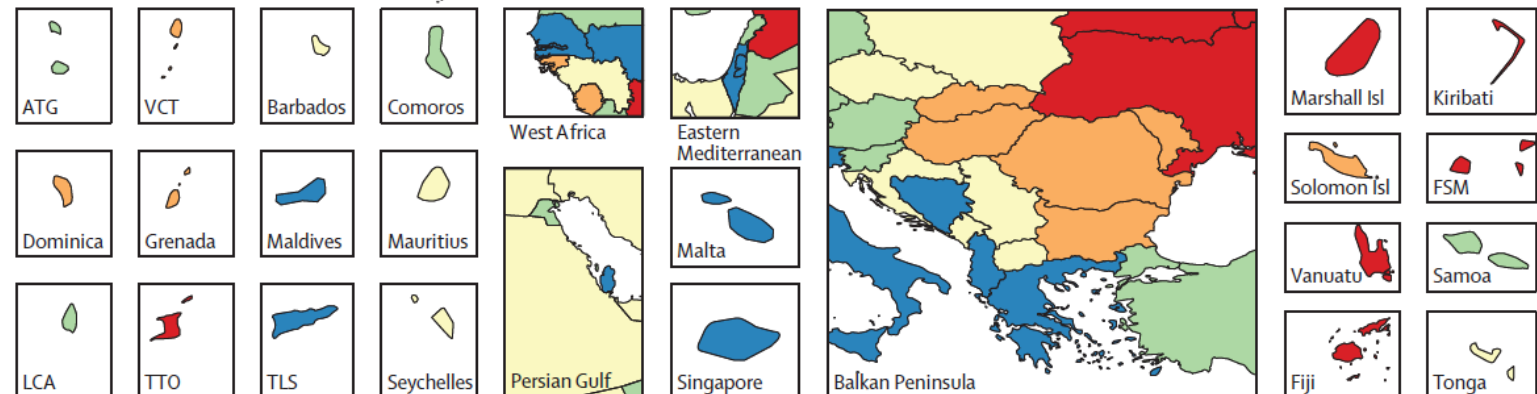 ATG
VCT
Barbados
Comoros
West Africa
Eastern
Mediterranean
Marshall Isl
Kiribati
Dominica
Grenada
Maldives
Mauritius
Malta
Solomon Isl
FSM
Vanuatu
Samoa
LCA
TTO
TLS
Seychelles
Persian Gulf
Singapore
Balkan Peninsula
Fiji
Tonga